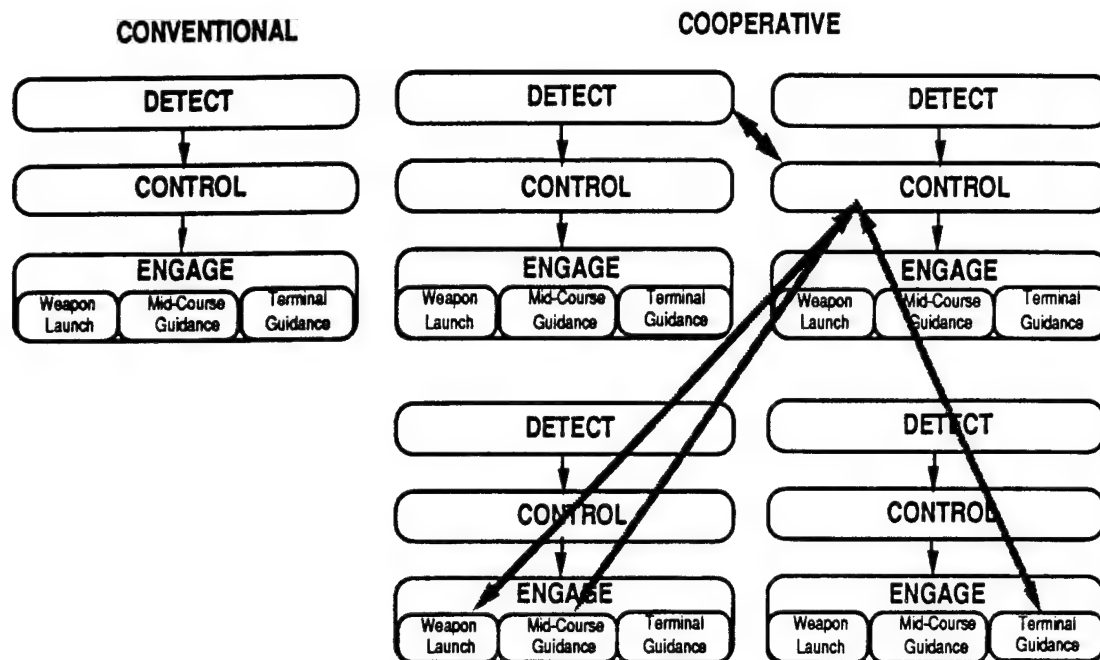 CONVENTIONAL
DETECT
CONTROL
ENGAGE
Weapon
Launch
Mid-Course
Guidance
Terminal
Guidance
COOPERATIVE
DETECT
CONTROL
ENGAGE
Weapon
Launch
Mid-Course
Guidance
Terminal
Guidance
DETECT
CONTROL
ENGAGE
Weapon
Launch
Mid-Course
Guidance
Terminal
Guidance
DETECT
CONTROL
ENGAGE
Weapon
Launch
Mid-Course
Guidance
Terminal
Guidance
DETECT
CONTROL
ENGAGE
Weapon
Launch
Mid-Course
Guidance
Terminal
Guidance